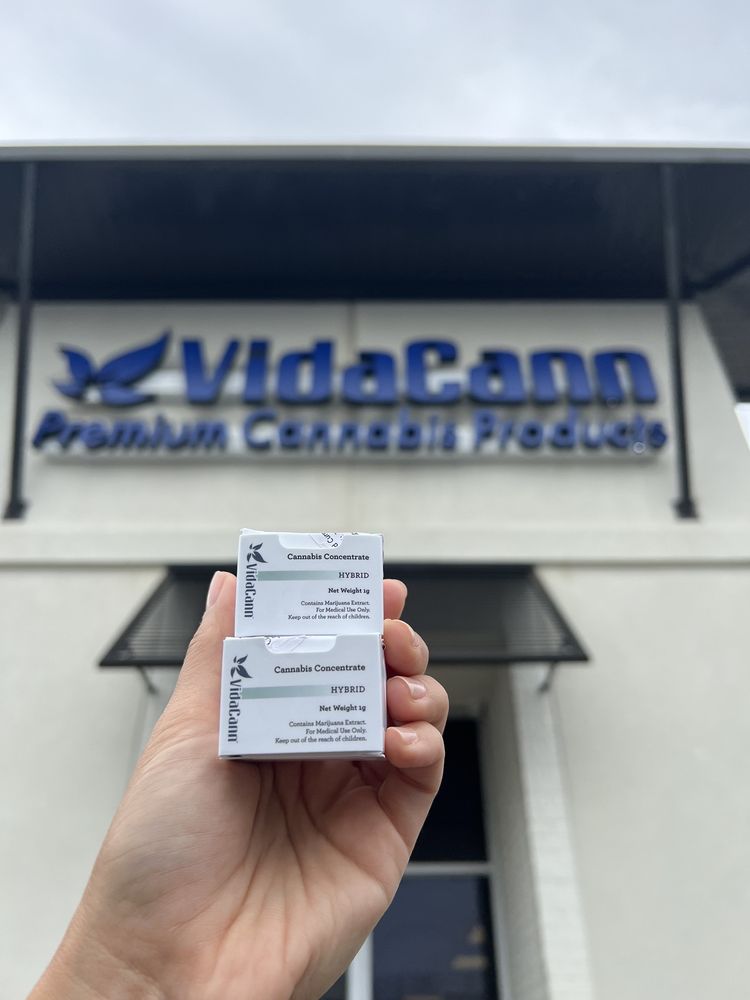 VidaCann
Premium Cannabis Products
VidaCann
Cannabis Concentrate
HYBRID
Net Weight 1g
Contains Marijuana Extract.
For Medical Use Only.
Keep out of the reach of children.
VidaCann
Cannabis Concentrate
HYBRID
Net Weight 1g
Contains Marijuana Extract.
For Medical Use Only.
Keep out of the reach of children.